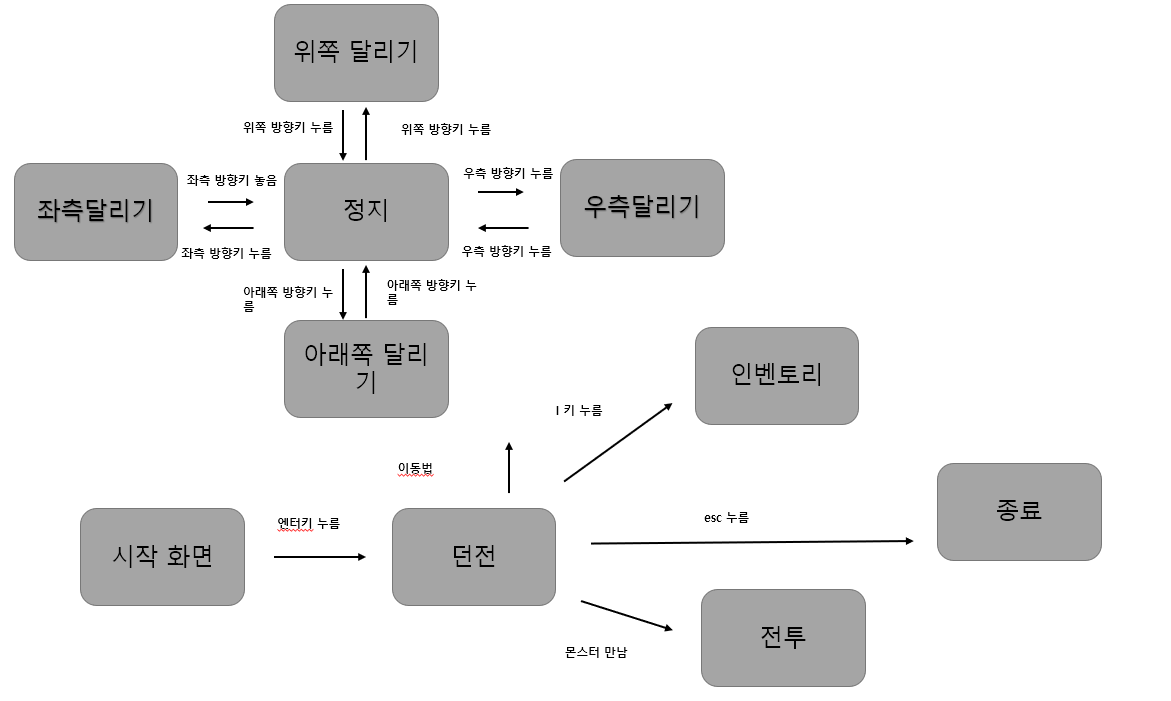 위쪽 달리기
위쪽 방향키 누름
위쪽 방향키 누름
좌측달리기
좌측 방향키 놓음
좌측 방향키 누름
정지
우측 방향키 누름
우측 방향키 누름
우측달리기
아래쪽 방향키 누
름
아래쪽 방향키 누
름
아래쪽 달리
기
인벤토리
I 키 누름
이동법
시작 화면
엔터키 누름
던전
esc 누름
종료
전투
몬스터 만남